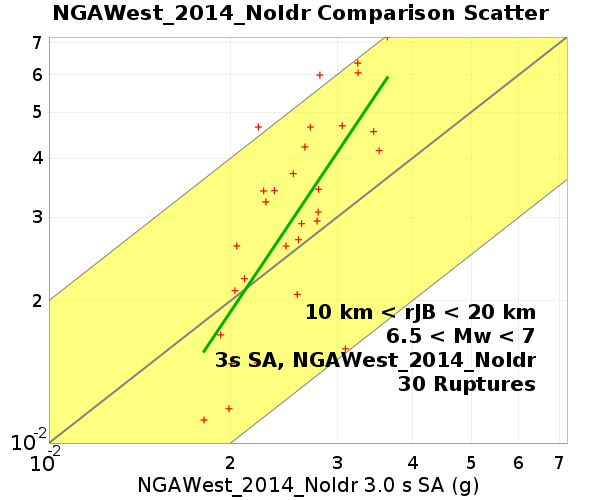 NGAWest_2014_NoIdr Comparison Scatter
7
6
5
4
3
2
10 km < rJB < 20 km
6.5 < Mw < 7
3s SA, NGAWest_2014_NoIdr
30 Ruptures
10-2
10-2 2 3 4 5 6 7
NGAWest_2014_NoIdr 3.0 s SA (g)